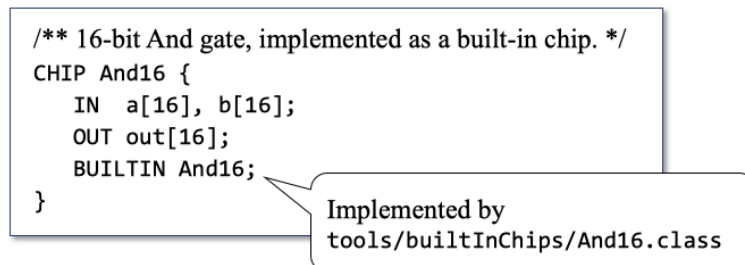 /** 16-bit And gate, implemented as a built-in chip. */
CHIP And16 {
IN a[16], b[16];
OUT out[16];
BUILTIN And16;
}
Implemented by
tools/builtInChips/And16.class